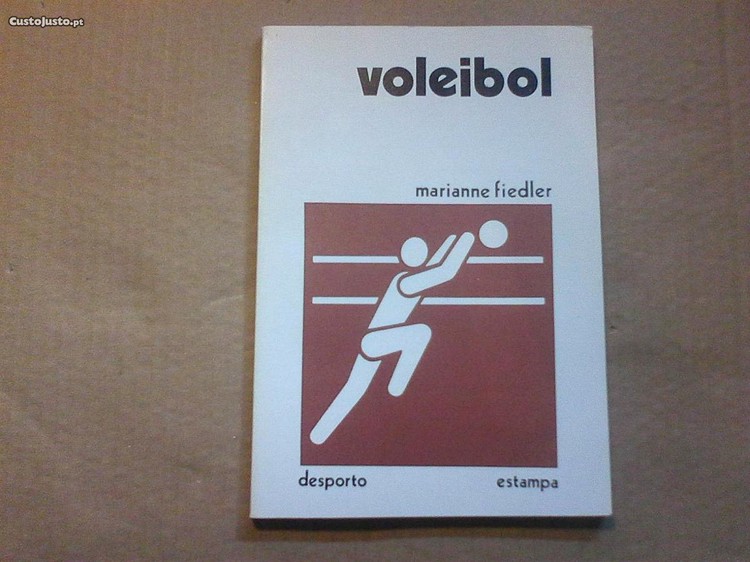 CustoJusto.pt
voleibol
marianne fiedler
desporto estampa